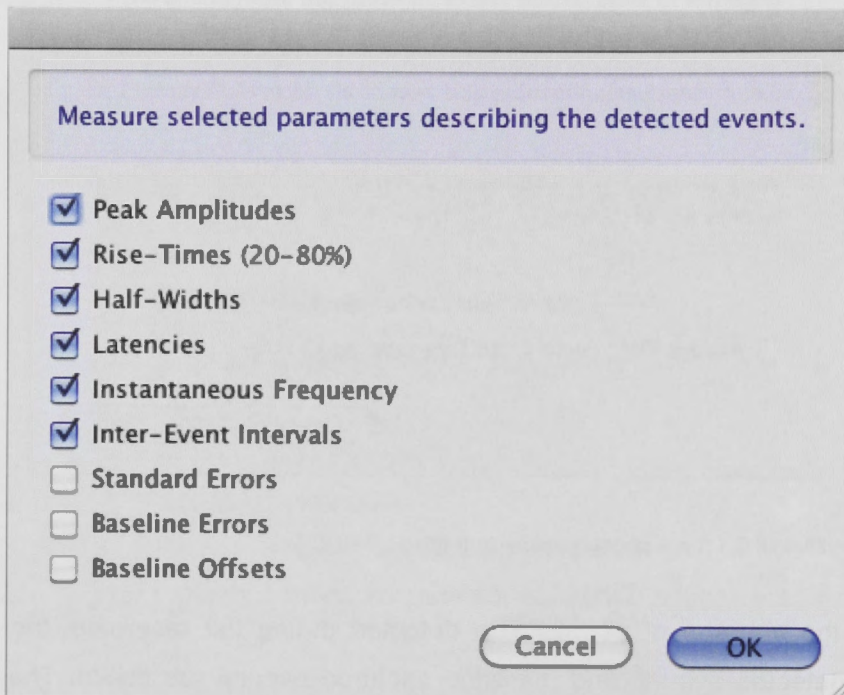 Measure selected parameters describing the detected events.
Peak Amplitudes
Rise-Times (20-80%)
Half-Widths
Latencies
Instantaneous Frequency
Inter-Event Intervals
Standard Errors
Baseline Errors
Baseline Offsets
Cancel
OK